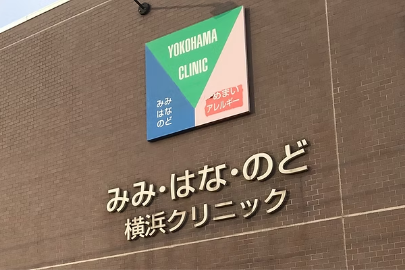 YOKOHAMA
CLINIC
みみ
はな
のど
めまい
アレルギー
みみ・はな・のど
横浜クリニック